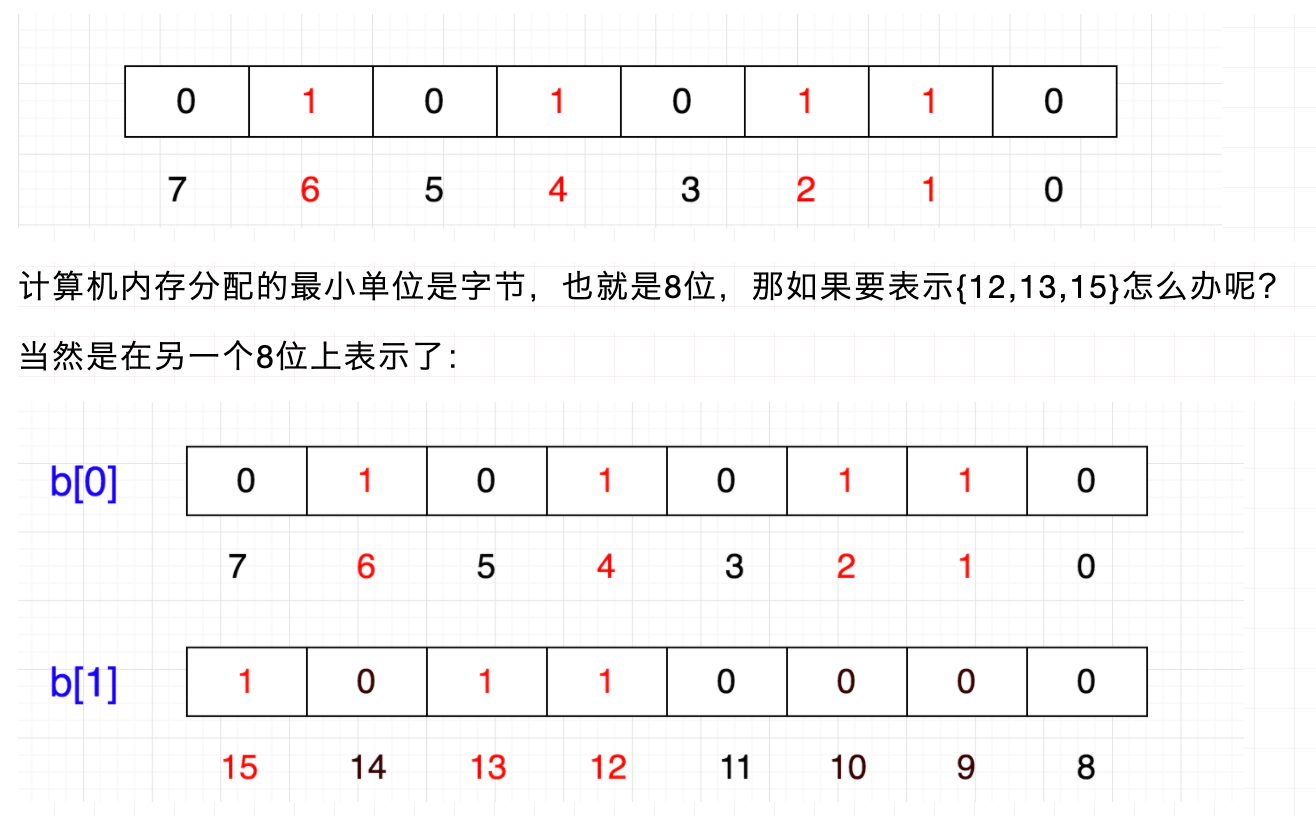 0 1 0 1 0 1 1 0
7 6 5 4 3 2 1 0
计算机内存分配的最小单位是字节，也就是8位，那如果要表示{12,13,15}怎么办呢？
当然是在另一个8位上表示了：
b[0] 0 1 0 1 0 1 1 0
7 6 5 4 3 2 1 0
b[1] 1 0 1 1 0 0 0 0
15 14 13 12 11 10 9 8